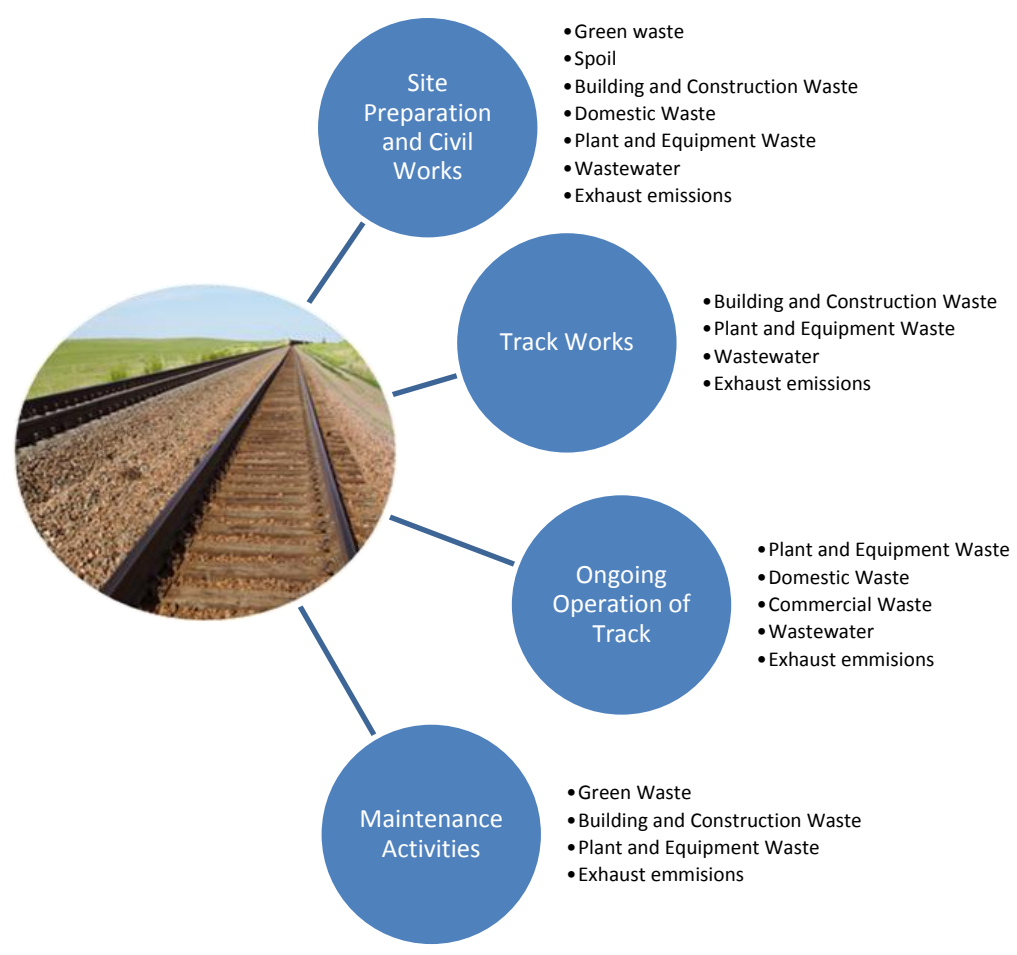 Site
Preparation
and Civil
Works
•Green waste
•Spoil
•Building and Construction Waste
•Domestic Waste
•Plant and Equipment Waste
•Wastewater
•Exhaust emissions
Track Works
•Building and Construction Waste
•Plant and Equipment Waste
•Wastewater
•Exhaust emissions
Ongoing
Operation of
Track
•Plant and Equipment Waste
•Domestic Waste
•Commercial Waste
•Wastewater
•Exhaust emmisions
Maintenance
Activities
•Green Waste
•Building and Construction Waste
•Plant and Equipment Waste
•Exhaust emmisions